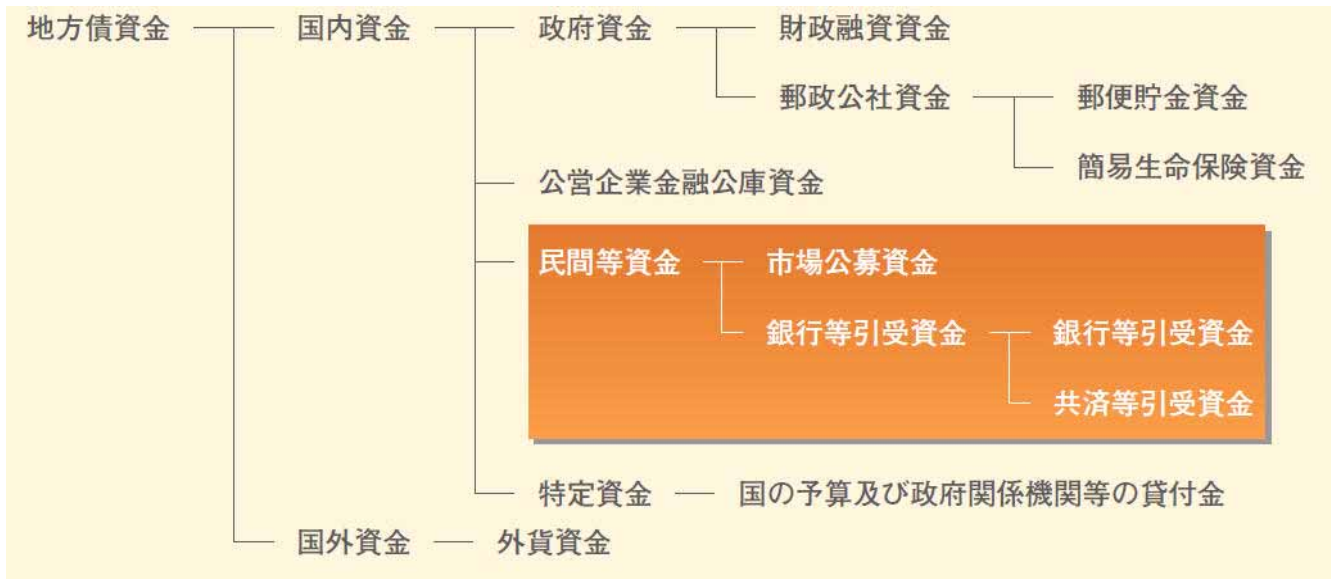 地方債資金 国内資金 政府資金 財政融資資金
郵政公社資金 郵便貯金資金
簡易生命保険資金
公営企業金融公庫資金
民間等資金 市場公募資金
銀行等引受資金 銀行等引受資金
共済等引受資金
特定資金 国の予算及び政府関係機関等の貸付金
国外資金 外貨資金